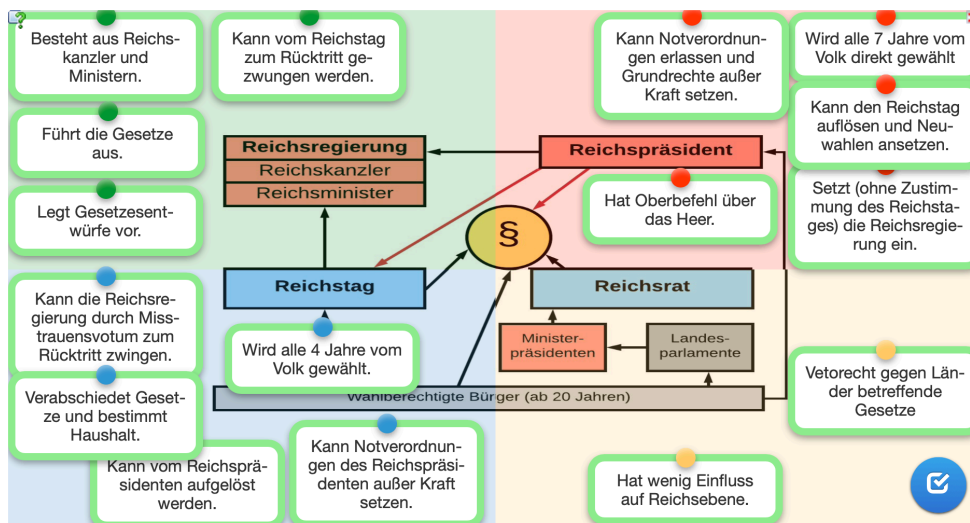 Besteht aus Reichs-
kanzler und
Ministern.
Kann vom Reichstag
zum Rücktritt ge-
zwungen werden.
Kann Notverordnun-
gen erlassen und
Grundrechte außer
Kraft setzen.
Wird alle 7 Jahre vom
Volk direkt gewählt
Führt die Gesetze
aus.
Kann den Reichstag
auflösen und Neu-
wahlen ansetzen.
Reichsregierung
Reichskanzler
Reichsminister
Reichspräsident
Legt Gesetzesent-
würfe vor.
Hat Oberbefehl über
das Heer.
Setzt (ohne Zustim-
mung des Reichsta-
ges) die Reichsregie-
rung ein.
§
Kann die Reichsre-
gierung durch Miss-
trauensvotum zum
Rücktritt zwingen.
Reichstag
Reichsrat
Wird alle 4 Jahre vom
Volk gewählt.
Minister-
präsidenten
Landes-
parlamente
Vetorecht gegen Län-
der betreffende
Gesetze
Verabschiedet Geset-
ze und bestimmt
Haushalt.
Wahlberechtigte Bürger (ab 20 Jahren)
Kann vom Reichsprä-
sidenten aufgelöst
werden.
Kann Notverordnun-
gen des Reichspräsi-
denten außer Kraft
setzen.
Hat wenig Einfluss
auf Reichsebene.